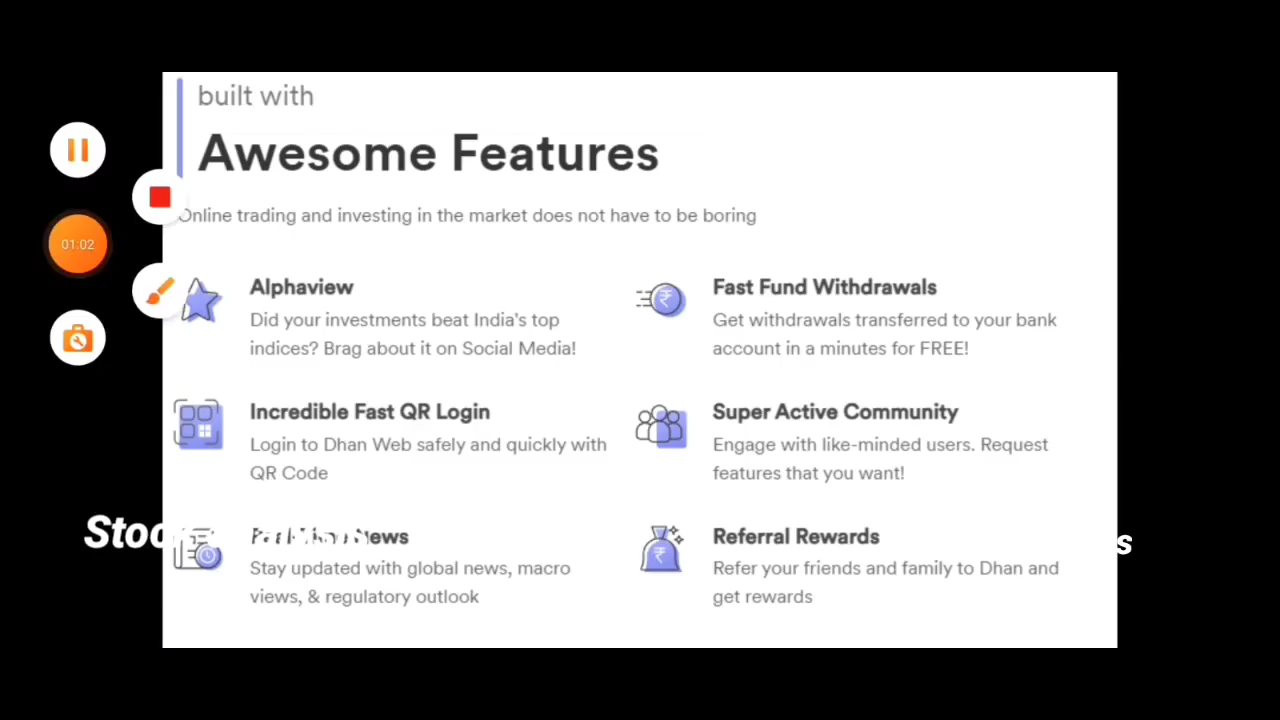 built with
Awesome Features
Online trading and investing in the market does not have to be boring
01:02
Alphaview
Did your investments beat India's top
indices? Brag about it on Social Media!
Fast Fund Withdrawals
Get withdrawals transferred to your bank
account in a minutes for FREE!
Incredible Fast QR Login
Login to Dhan Web safely and quickly with
QR Code
Super Active Community
Engage with like-minded users. Request
features that you want!
News
Stay updated with global news, macro
views, & regulatory outlook
Referral Rewards
Refer your friends and family to Dhan and
get rewards